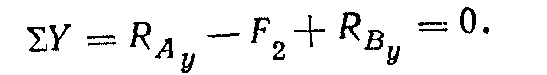 ΣY = R_{A_y} — F_2 + R_{B_y} = 0.